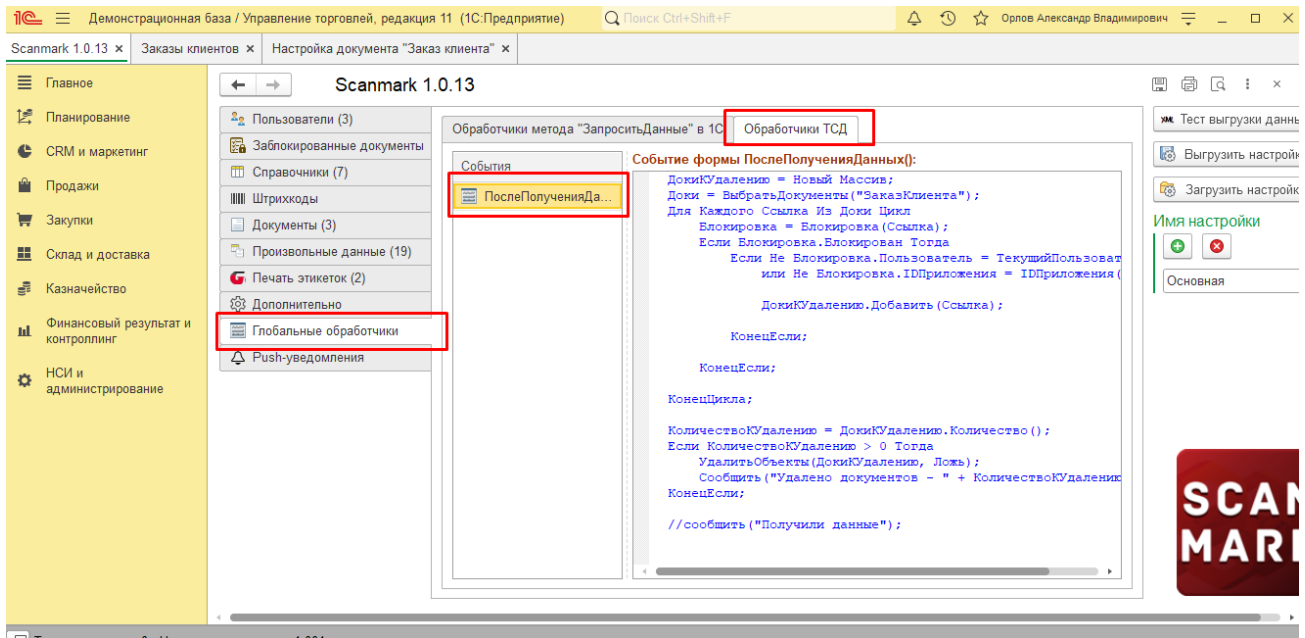 1С Демонстрационная база / Управление торговлей, редакция 11 (1С:Предприятие) Поиск Ctrl+Shift+F Орлов Александр Владимирович
Scanmark 1.0.13 × Заказы клиентов × Настройка документа "Заказ клиента" ×
Главное
Планирование
CRM и маркетинг
Продажи
Закупки
Склад и доставка
Казначейство
Финансовый результат и
контроллинг
НСИ и
администрирование
Scanmark 1.0.13
Пользователи (3)
Заблокированные документы
Справочники (7)
Штрихкоды
Документы (3)
Произвольные данные (19)
Печать этикеток (2)
Дополнительно
Глобальные обработчики
Push-уведомления
Обработчики метода "ЗапроситьДанные" в 1С Обработчики ТСД
События
ПослеПолученияДа...
Событие формы ПослеПолученияДанных():
ДокиКУдалению = Новый Массив;
Доки = ВыбратьДокументы("ЗаказКлиента");
Для Каждого Ссылка Из Доки Цикл
Блокировка = Блокировка(Ссылка);
Если Блокировка.Блокирован Тогда
Если Не Блокировка.Пользователь = ТекущийПользоват
или Не Блокировка.IDПриложения = IDПриложения(
ДокиКУдалению.Добавить(Ссылка);
КонецЕсли;
КонецЕсли;
КонецЦикла;
КоличествоКУдалению = ДокиКУдалению.Количество();
Если КоличествоКУдалению > 0 Тогда
УдалитьОбъекты(ДокиКУдалению, Ложь);
Сообщить("Удалено документов - " + КоличествоКУдалению
КонецЕсли;
//сообщить("Получили данные");
XML Тест выгрузки данны
Выгрузить настройк
Загрузить настройк
Имя настройки
Основная
SCAN
MAR